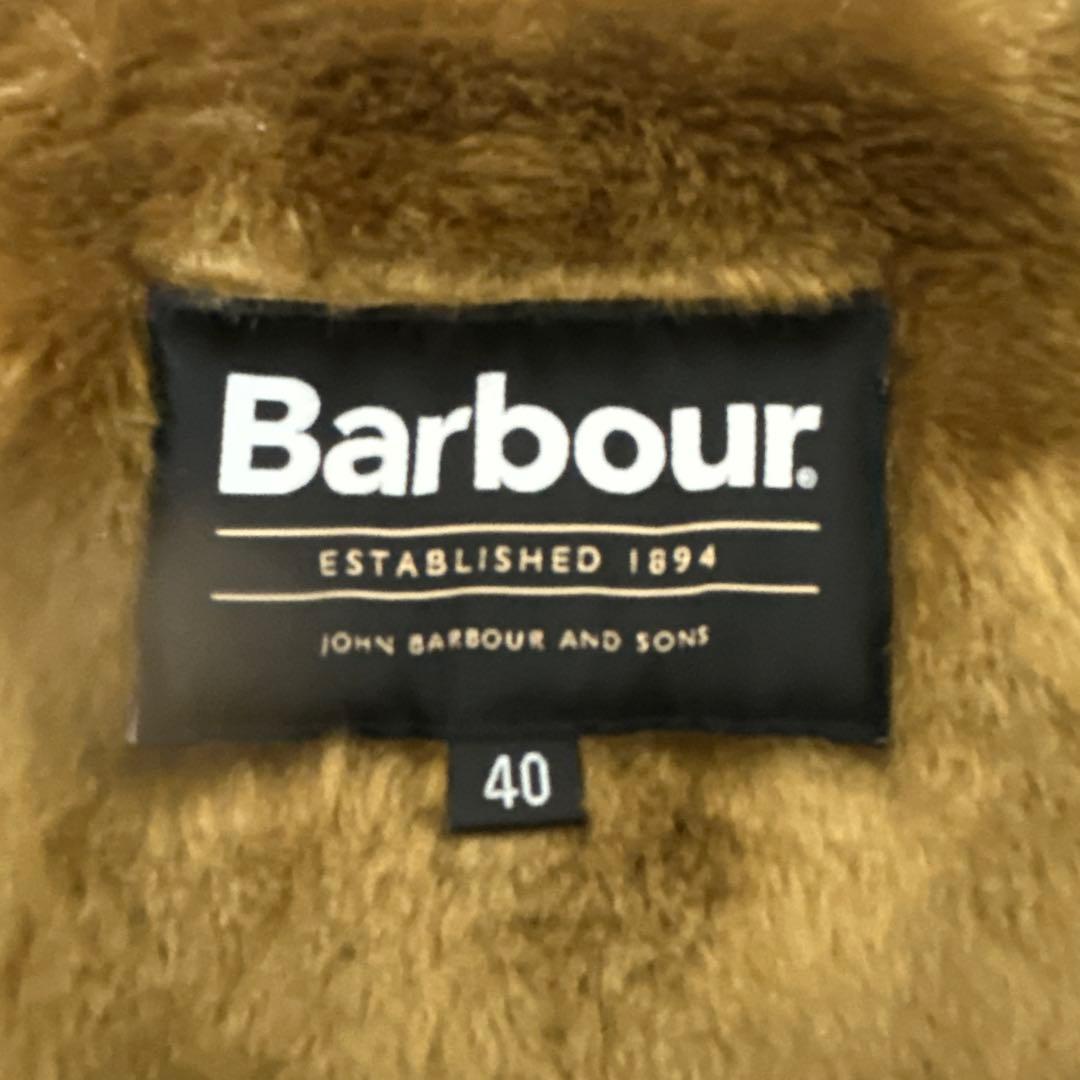 Barbour®
ESTABLISHED 1894
JOHN BARBOUR AND SONS
40